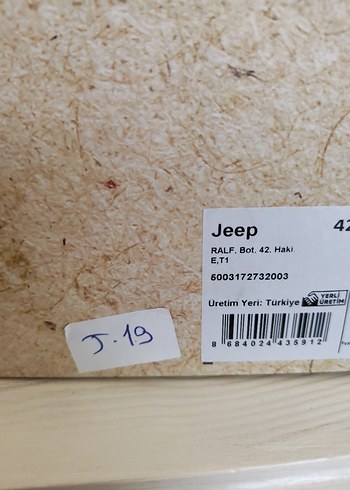 Jeep 42
RALF, Bot, 42, Haki
E,T1
5003172732003
Üretim Yeri: Türkiye YERLİ
ÜRETİM
8 684024 435912
J-19